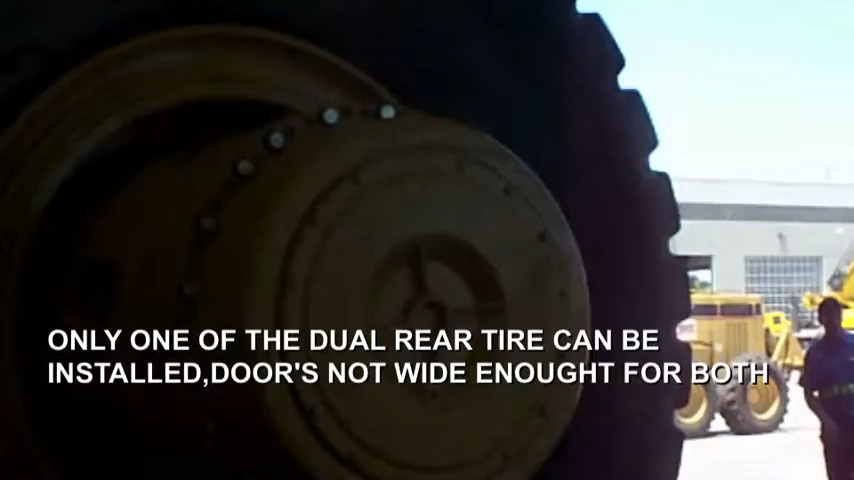 ONLY ONE OF THE DUAL REAR TIRE CAN BE
INSTALLED,DOOR'S NOT WIDE ENOUGHT FOR BOTH